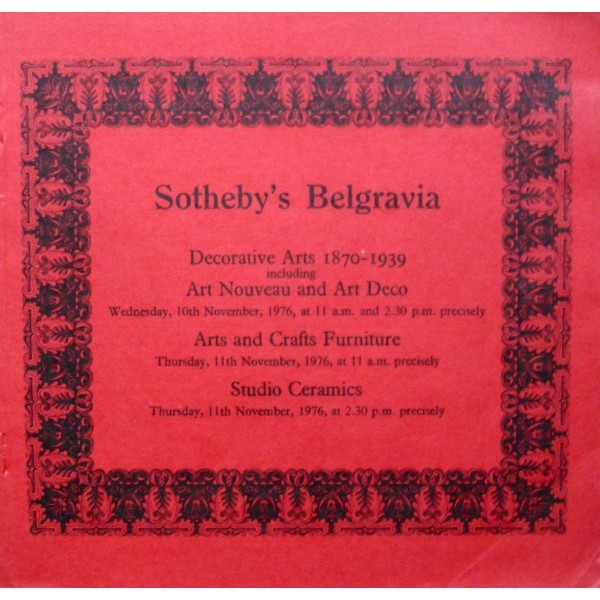 Sotheby's Belgravia
Decorative Arts 1870-1939
including
Art Nouveau and Art Deco
Wednesday, 10th November, 1976, at 11 a.m. and 2.30 p.m. precisely
Arts and Crafts Furniture
Thursday, 11th November, 1976, at 11 a.m. precisely
Studio Ceramics
Thursday, 11th November, 1976, at 2.30 p.m. precisely